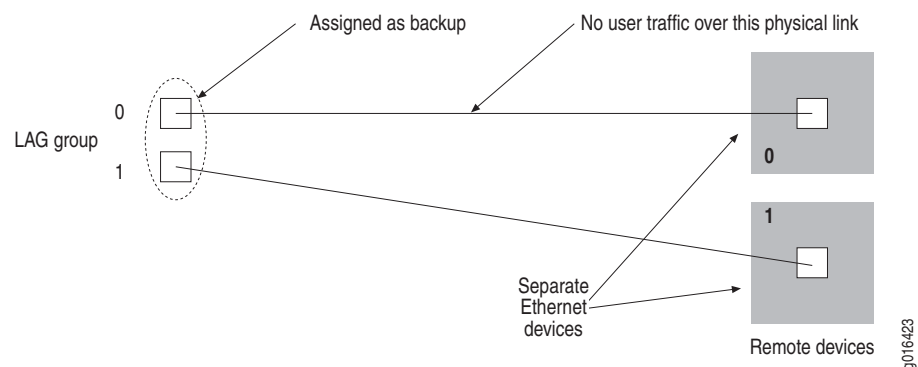 Assigned as backup
No user traffic over this physical link
0
LAG group
1
0
1
Separate
Ethernet
devices
Remote devices
g016423